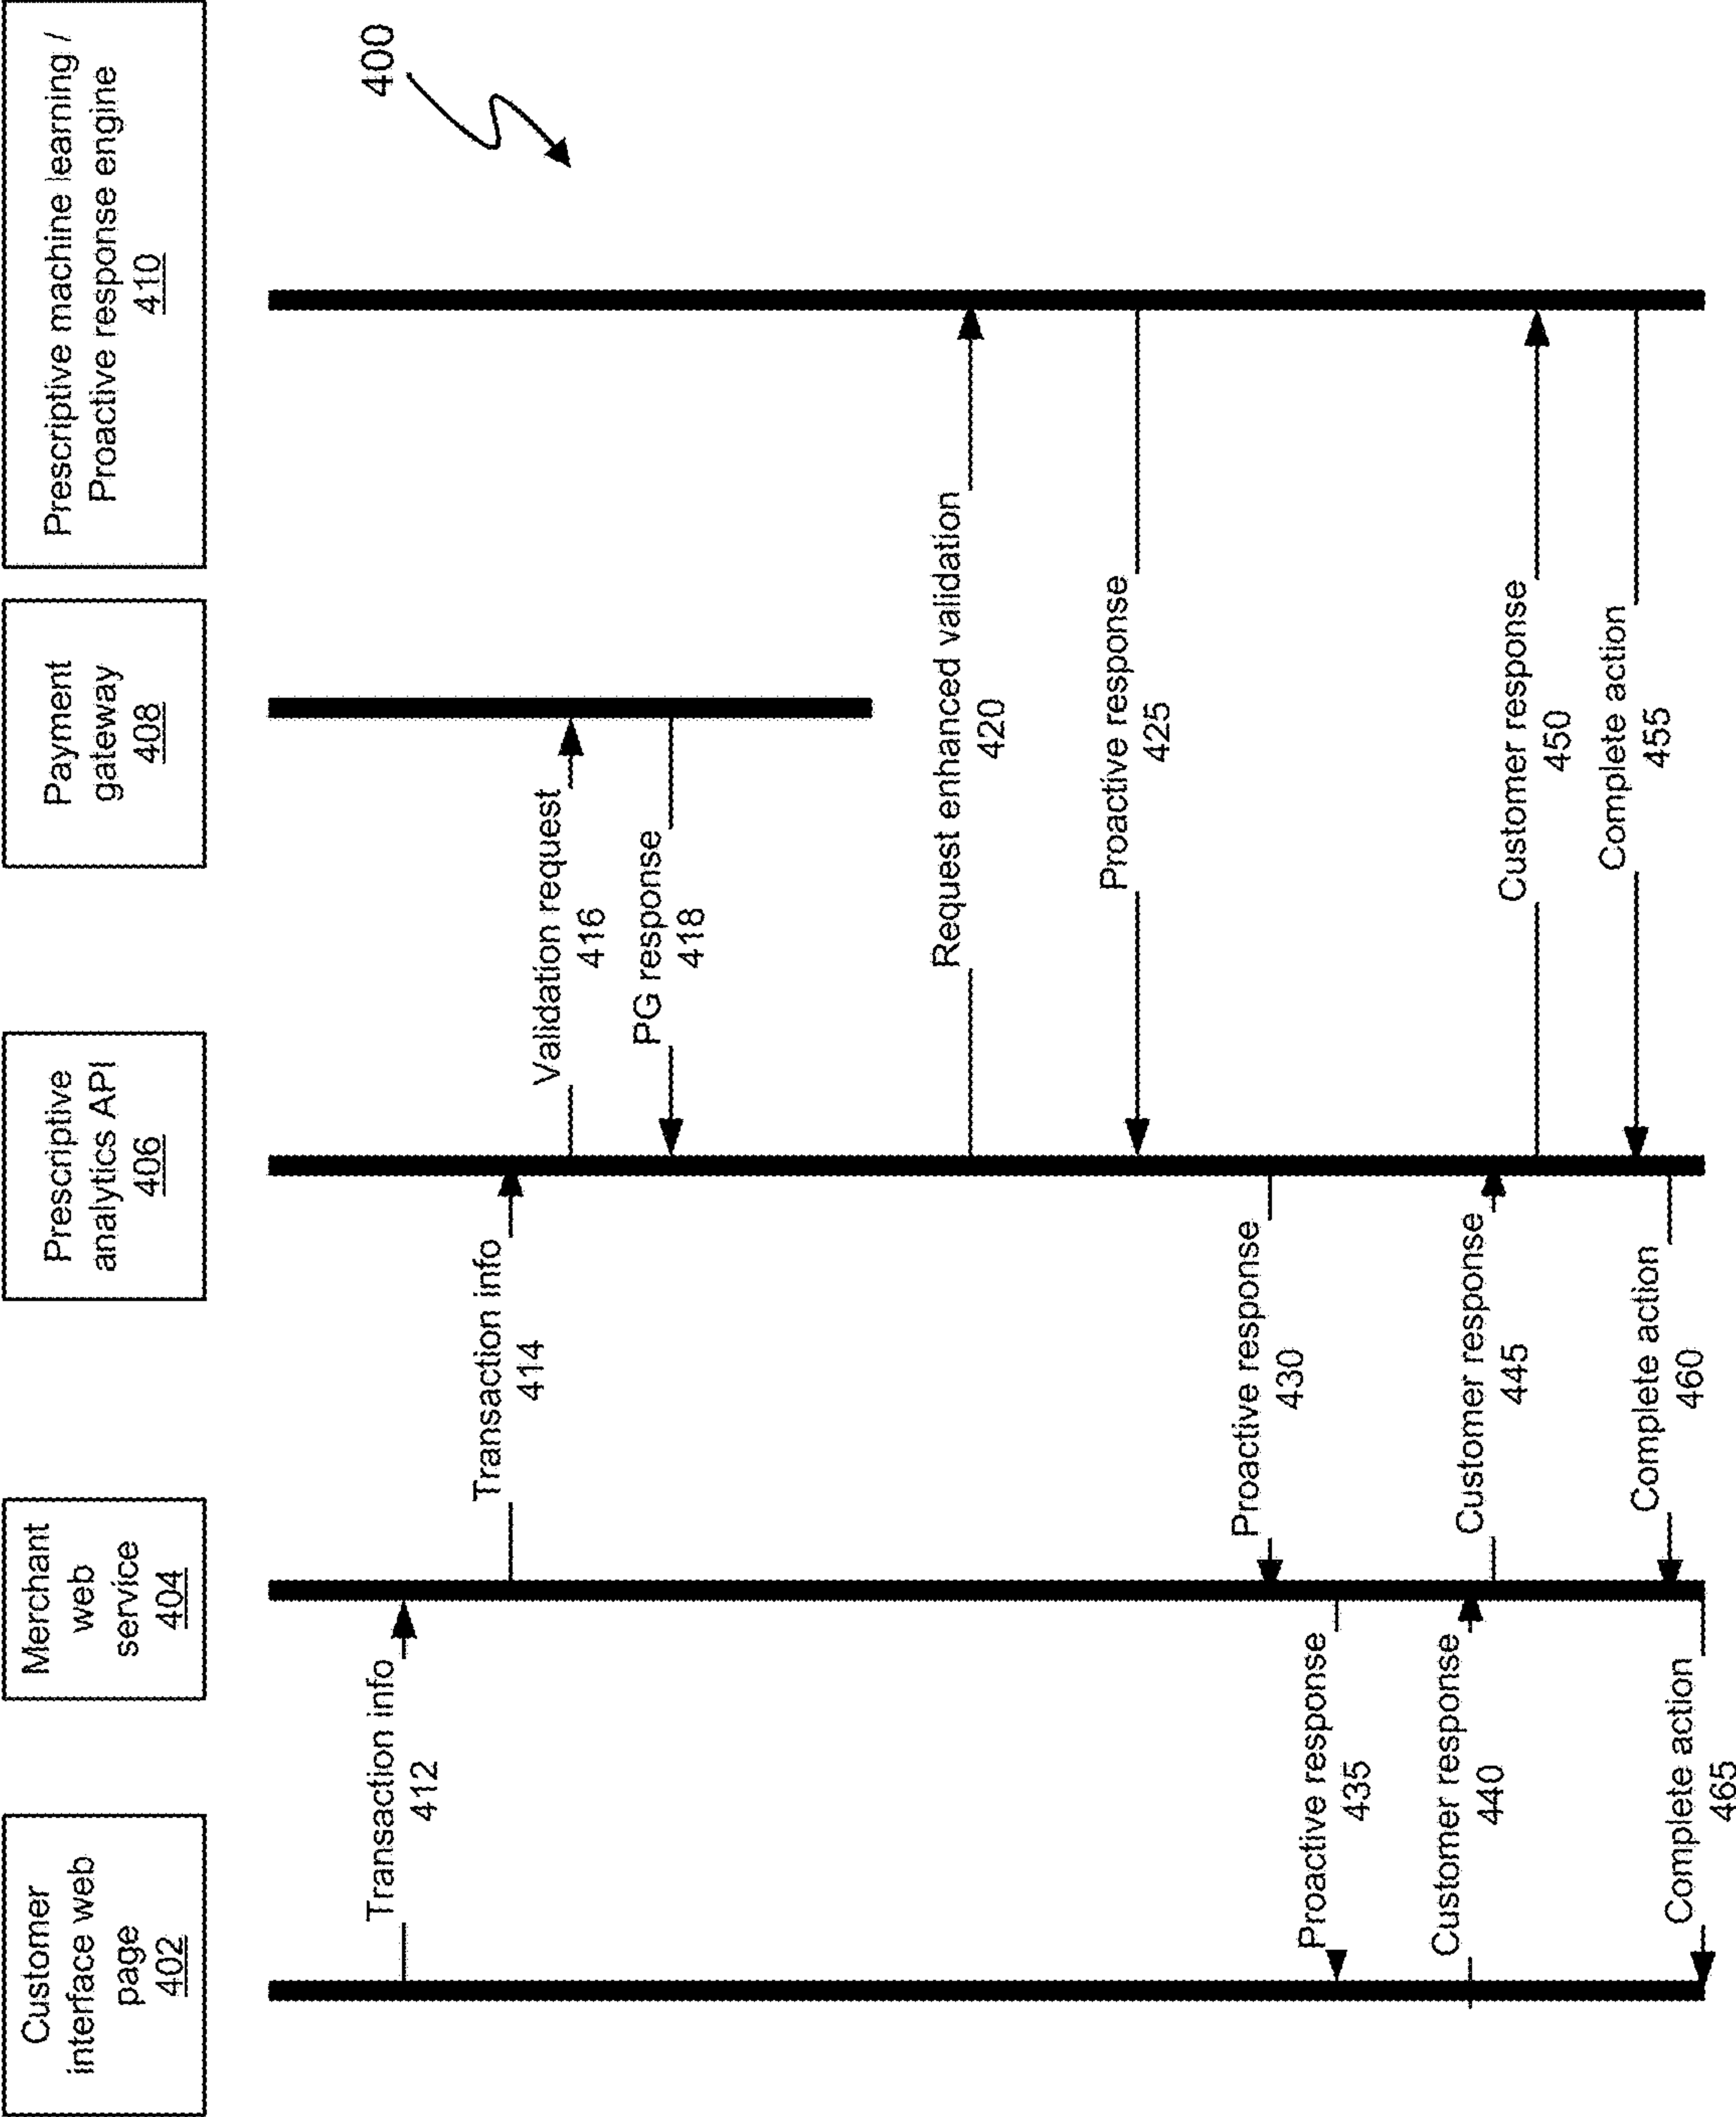 Customer
interface web
page
402
Merchant
web
service
404
Prescriptive
analytics API
406
Payment
gateway
408
Prescriptive machine learning /
Proactive response engine
410
400
Transaction info
412
Transaction info
414
Validation request
416
PG response
418
Request enhanced validation
420
Proactive response
425
Proactive response
430
Proactive response
435
Customer response
440
Customer response
445
Customer response
450
Complete action
455
Complete action
460
Complete action
465